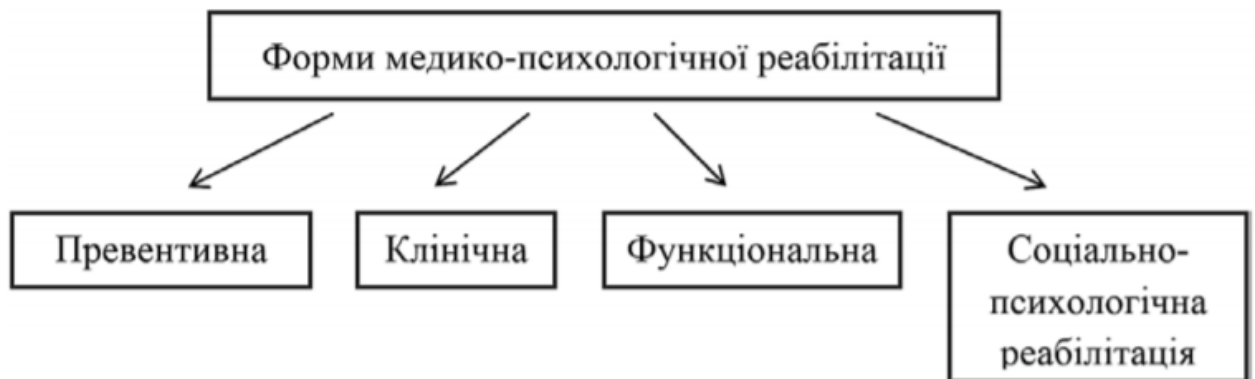 Форми медико-психологічної реабілітації
Превентивна
Клінічна
Функціональна
Соціально-
психологічна
реабілітація